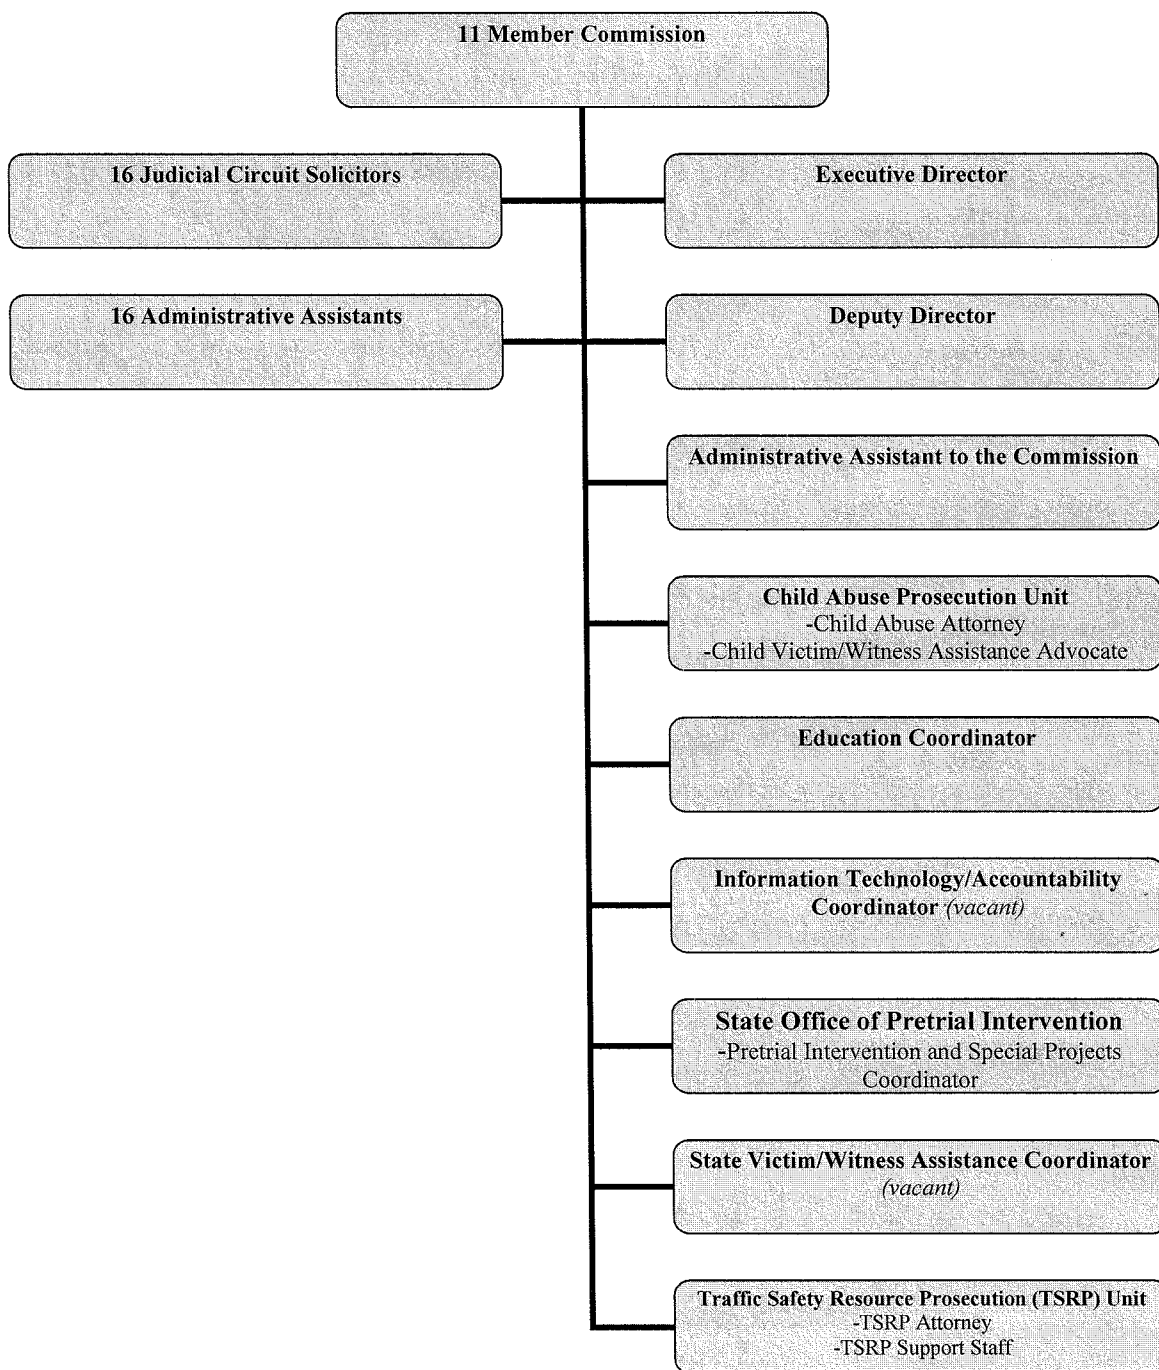 11 Member Commission
16 Judicial Circuit Solicitors
Executive Director
16 Administrative Assistants
Deputy Director
Administrative Assistant to the Commission
Child Abuse Prosecution Unit
-Child Abuse Attorney
-Child Victim/Witness Assistance Advocate
Education Coordinator
Information Technology/Accountability
Coordinator (vacant)
State Office of Pretrial Intervention
-Pretrial Intervention and Special Projects
Coordinator
State Victim/Witness Assistance Coordinator
(vacant)
Traffic Safety Resource Prosecution (TSRP) Unit
-TSRP Attorney
-TSRP Support Staff